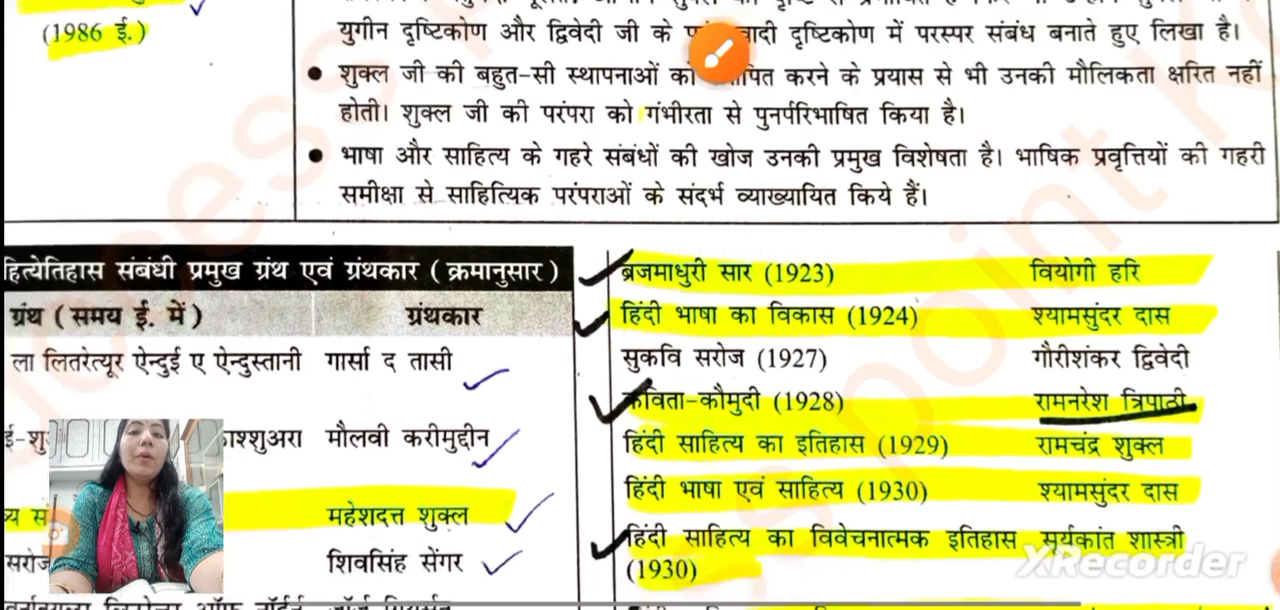 (1986 ई.)
युगीन दृष्टिकोण और द्विवेदी जी के दृष्टिकोण में परस्पर संबंध बनाते हुए लिखा है।
• शुक्ल जी की बहुत-सी स्थापनाओं को करने के प्रयास से भी उनकी मौलिकता क्षरित नहीं
होती। शुक्ल जी की परंपरा को गंभीरता से पुनर्परिभाषित किया है।
• भाषा और साहित्य के गहरे संबंधों की खोज उनकी प्रमुख विशेषता है। भाषिक प्रवृत्तियों की गहरी
समीक्षा से साहित्यिक परंपराओं के संदर्भ व्याख्यायित किये हैं।
हित्येतिहास संबंधी प्रमुख ग्रंथ एवं ग्रंथकार (क्रमानुसार)
ग्रंथ (समय ई. में) ग्रंथकार
ला लितरेत्यूर ऐन्दुई ए ऐन्दुस्तानी गार्सा द तासी
मौलवी करीमुद्दीन
महेशदत्त शुक्ल
सरोज शिवसिंह सेंगर
ब्रजमाधुरी सार (1923) वियोगी हरि
हिंदी भाषा का विकास (1924) श्यामसुंदर दास
सुकवि सरोज (1927) गौरीशंकर द्विवेदी
कविता-कौमुदी (1928) रामनरेश त्रिपाठी
हिंदी साहित्य का इतिहास (1929) रामचंद्र शुक्ल
हिंदी भाषा एवं साहित्य (1930) श्यामसुंदर दास
हिंदी साहित्य का विवेचनात्मक इतिहास सूर्यकांत शास्त्री
(1930)
XRecorder